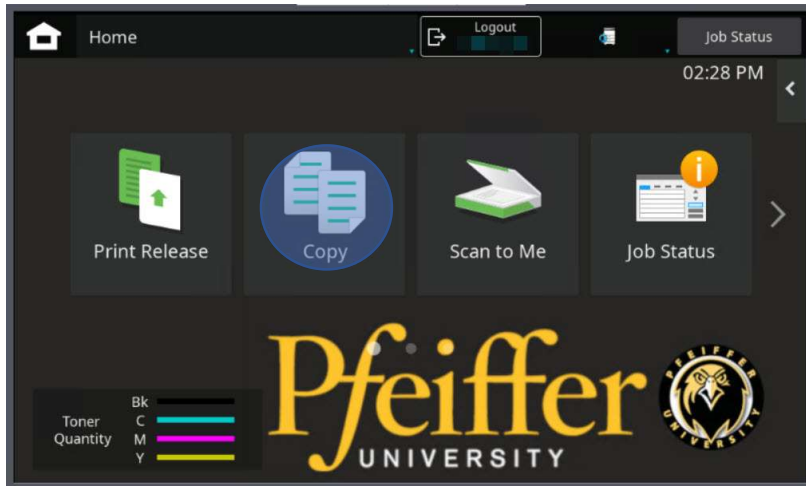 Home
Logout
Job Status
02:28 PM
Print Release
Copy
Scan to Me
Job Status
Pfeiffer
UNIVERSITY
PFEIFFER
UNIVERSITY
Toner
Quantity
Bk
C
M
Y